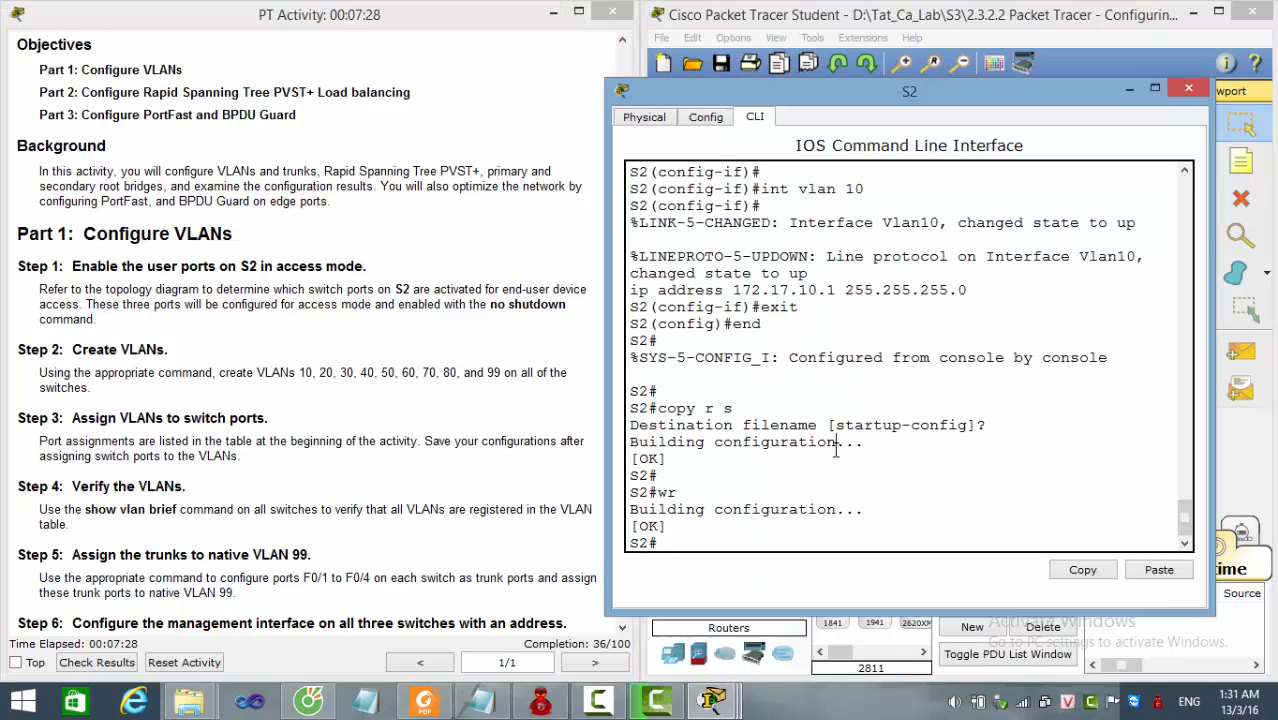 PT Activity: 00:07:28
Objectives
Part 1: Configure VLANs
Part 2: Configure Rapid Spanning Tree PVST+ Load balancing
Part 3: Configure PortFast and BPDU Guard
Background
In this activity, you will configure VLANs and trunks, Rapid Spanning Tree PVST+, primary and
secondary root bridges, and examine the configuration results. You will also optimize the network by
configuring PortFast, and BPDU Guard on edge ports.
Part 1: Configure VLANs
Step 1: Enable the user ports on S2 in access mode.
Refer to the topology diagram to determine which switch ports on S2 are activated for end-user device
access. These three ports will be configured for access mode and enabled with the no shutdown
command.
Step 2: Create VLANs.
Using the appropriate command, create VLANs 10, 20, 30, 40, 50, 60, 70, 80, and 99 on all of the
switches.
Step 3: Assign VLANs to switch ports.
Port assignments are listed in the table at the beginning of the activity. Save your configurations after
assigning switch ports to the VLANs.
Step 4: Verify the VLANs.
Use the show vlan brief command on all switches to verify that all VLANs are registered in the VLAN
table.
Step 5: Assign the trunks to native VLAN 99.
Use the appropriate command to configure ports F0/1 to F0/4 on each switch as trunk ports and assign
these trunk ports to native VLAN 99.
Step 6: Configure the management interface on all three switches with an address.
Time Elapsed: 00:07:28
Completion: 36/100
Top
Check Results
Reset Activity
<
1/1
>
Cisco Packet Tracer Student - D:\Tat_Ca_Lab\S3\2.3.2.2 Packet Tracer - Configurin...
File Edit Options View Tools Extensions Help
wport
S2
Physical Config CLI
IOS Command Line Interface
S2(config-if)#
S2(config-if)#int vlan 10
S2(config-if)#
%LINK-5-CHANGED: Interface Vlan10, changed state to up
%LINEPROTO-5-UPDOWN: Line protocol on Interface Vlan10,
changed state to up
ip address 172.17.10.1 255.255.255.0
S2(config-if)#exit
S2(config)#end
S2#
%SYS-5-CONFIG_I: Configured from console by console
S2#
S2#copy r s
Destination filename [startup-config]?
Building configuration...
[OK]
S2#
S2#wr
Building configuration...
[OK]
S2#
Copy
Paste
time
Source
Routers
1841 1941 2620XM
2811
New
Delete
Toggle PDU List Window
Activate Windows
Go to PC settings to activate Windows.
ENG
1:31 AM
13/3/16